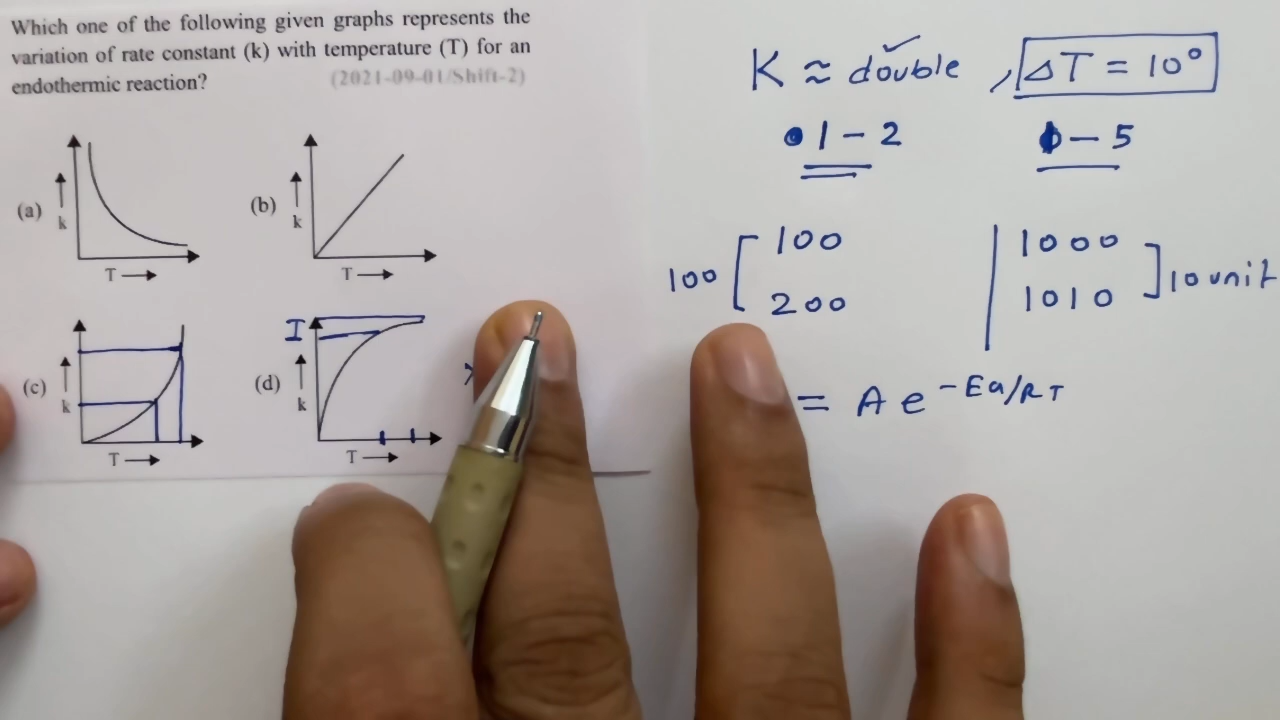 Which one of the following given graphs represents the
variation of rate constant (k) with temperature (T) for an
endothermic reaction? (2021-09-01/Shift-2)
(a) k T
(b) k T
(c) k T
(d) I k T
K ≈ double , ΔT = 10°
1 - 2 - 5
100 [ 100 1000 ] 10 unit
200 1010
= A e -Ea/RT